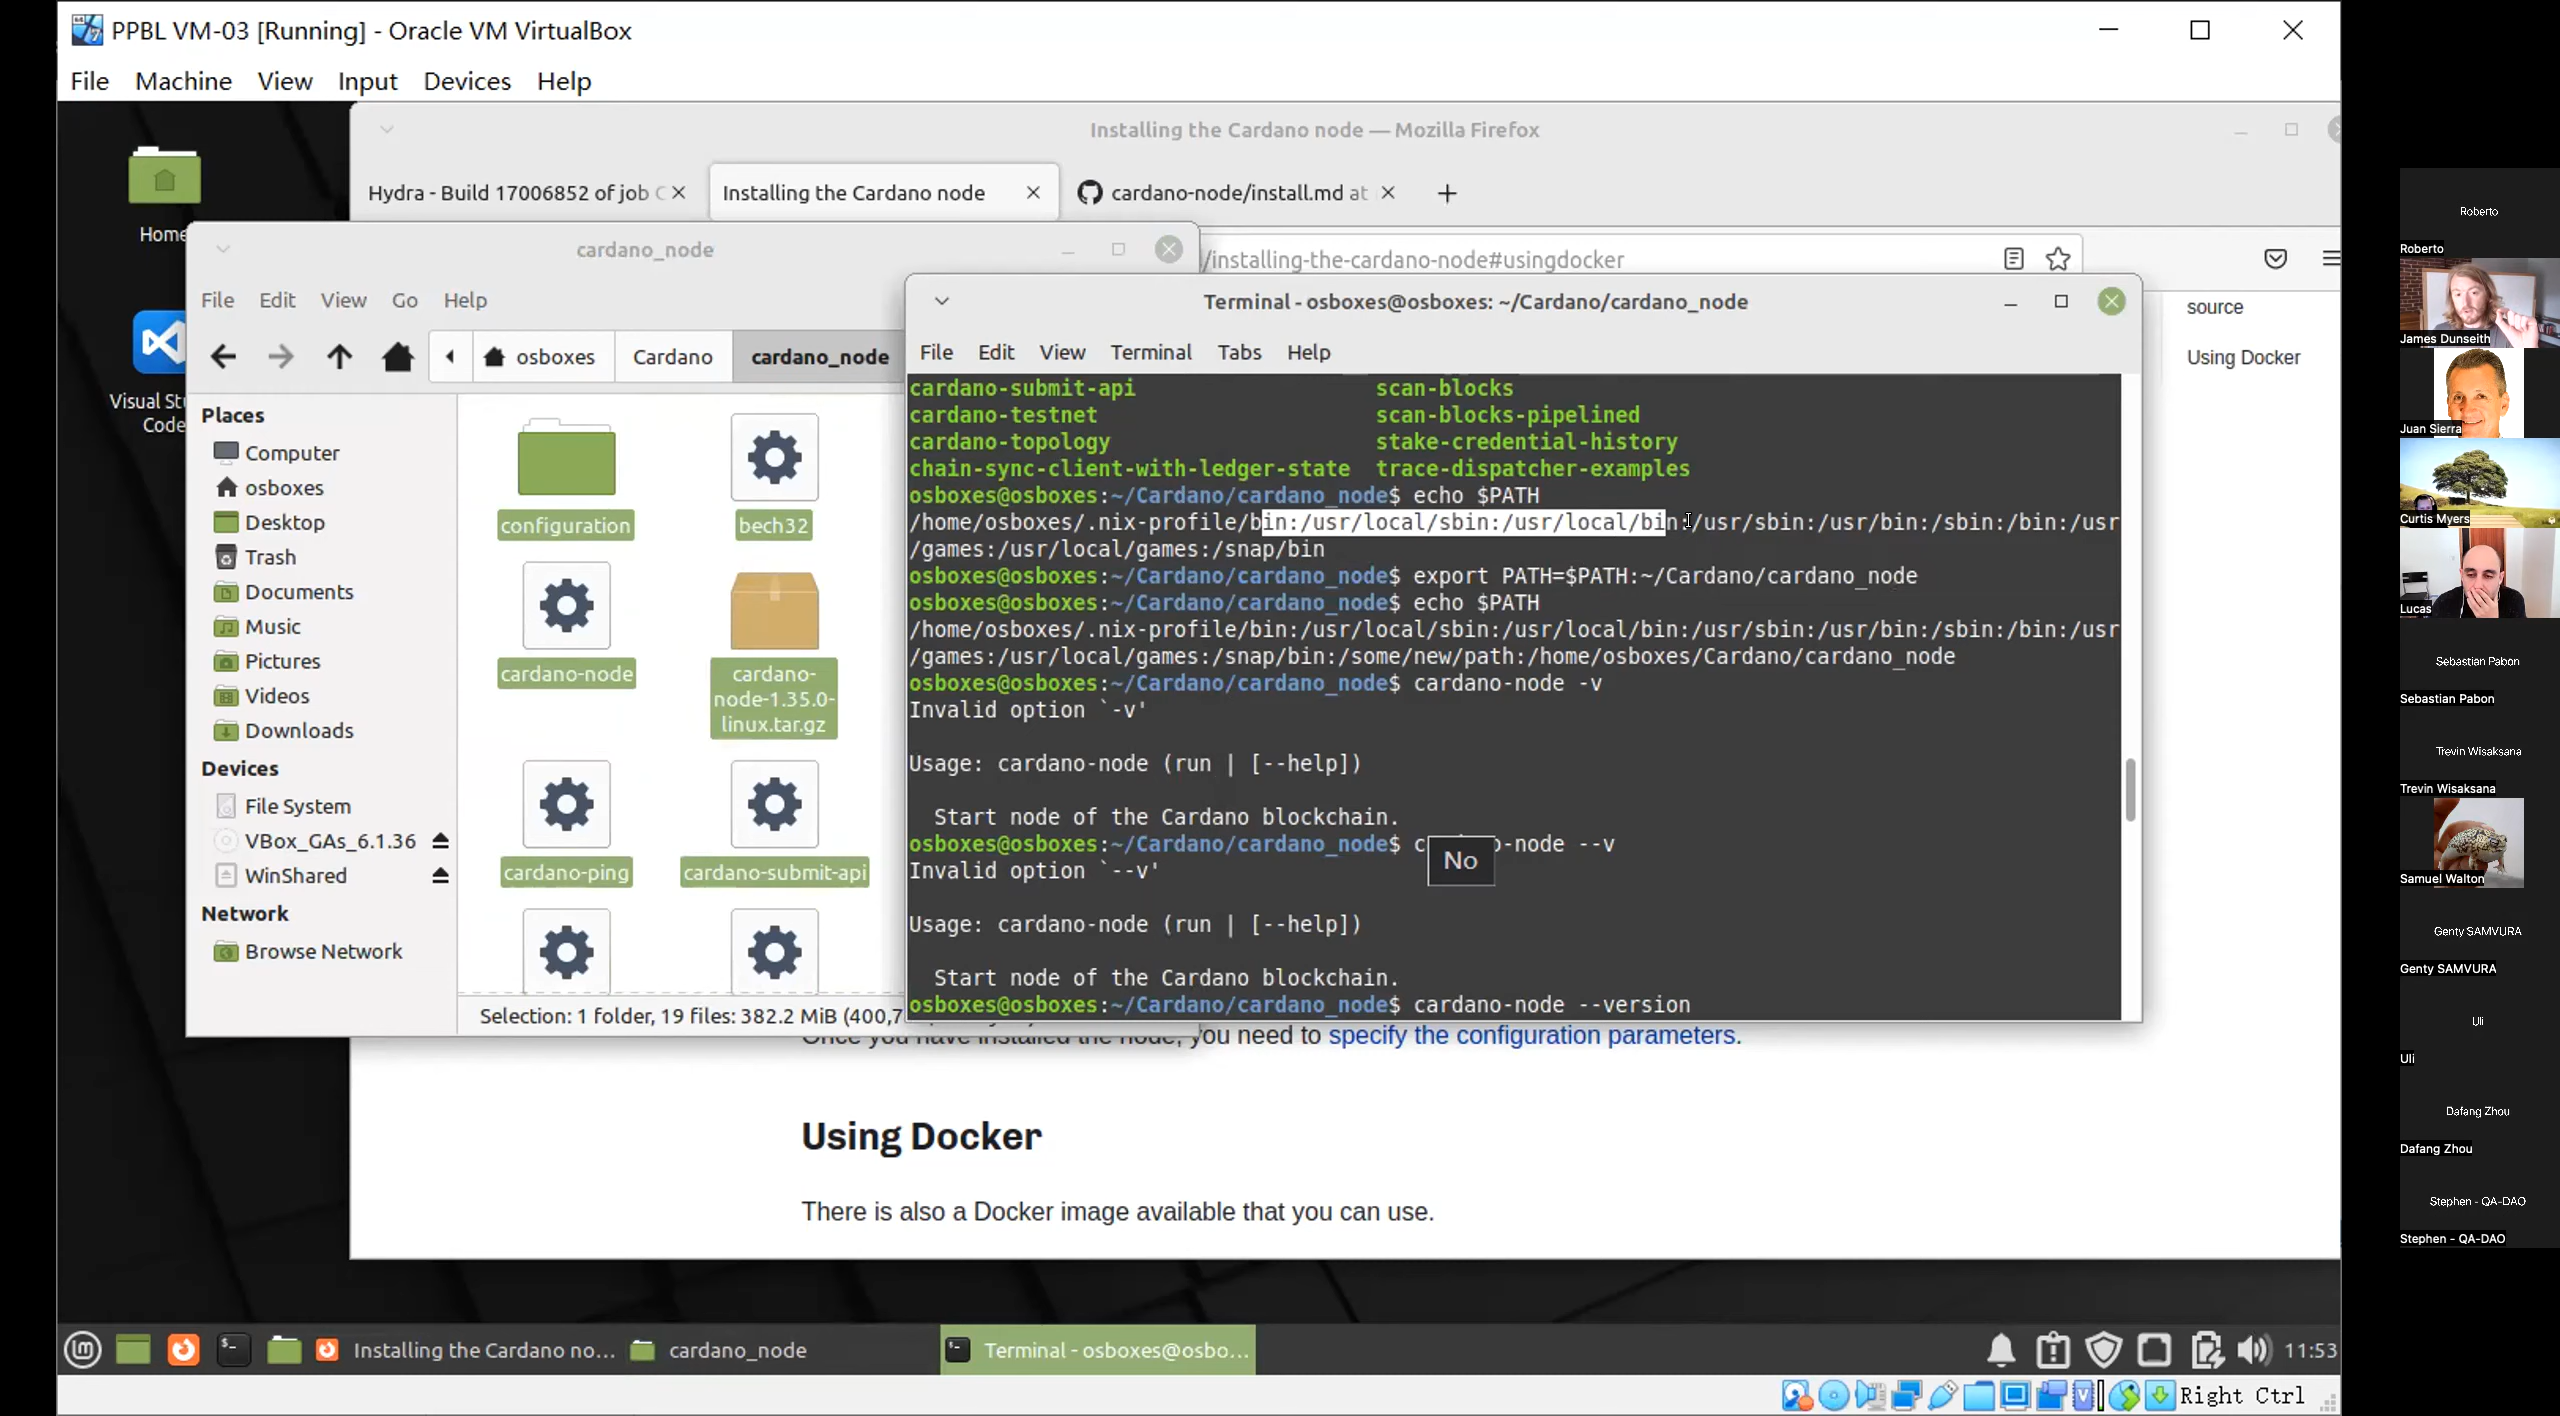 PPBL VM-03 [Running] - Oracle VM VirtualBox
File Machine View Input Devices Help
Installing the Cardano node — Mozilla Firefox
Hydra - Build 17006852 of job
Installing the Cardano node
cardano-node/install.md at
/installing-the-cardano-node#usingdocker
source
Using Docker
Home
Visual Stu
Code
cardano_node
File Edit View Go Help
osboxes Cardano cardano_node
Places
Computer
osboxes
Desktop
Trash
Documents
Music
Pictures
Videos
Downloads
Devices
File System
VBox_GAs_6.1.36
WinShared
Network
Browse Network
configuration
bech32
cardano-node
cardano-
node-1.35.0-
linux.tar.gz
cardano-ping
cardano-submit-api
Selection: 1 folder, 19 files: 382.2 MiB (400,7
Terminal - osboxes@osboxes: ~/Cardano/cardano_node
File Edit View Terminal Tabs Help
cardano-submit-api scan-blocks
cardano-testnet scan-blocks-pipelined
cardano-topology stake-credential-history
chain-sync-client-with-ledger-state trace-dispatcher-examples
osboxes@osboxes:~/Cardano/cardano_node$ echo $PATH
/home/osboxes/.nix-profile/bin:/usr/local/sbin:/usr/local/bin:/usr/sbin:/usr/bin:/sbin:/bin:/usr
/games:/usr/local/games:/snap/bin
osboxes@osboxes:~/Cardano/cardano_node$ export PATH=$PATH:~/Cardano/cardano_node
osboxes@osboxes:~/Cardano/cardano_node$ echo $PATH
/home/osboxes/.nix-profile/bin:/usr/local/sbin:/usr/local/bin:/usr/sbin:/usr/bin:/sbin:/bin:/usr
/games:/usr/local/games:/snap/bin:/some/new/path:/home/osboxes/Cardano/cardano_node
osboxes@osboxes:~/Cardano/cardano_node$ cardano-node -v
Invalid option `-v'
Usage: cardano-node (run | [--help])
Start node of the Cardano blockchain.
osboxes@osboxes:~/Cardano/cardano_node$ c o-node --v
No
Invalid option `--v'
Usage: cardano-node (run | [--help])
Start node of the Cardano blockchain.
osboxes@osboxes:~/Cardano/cardano_node$ cardano-node --version
Once you have installed the node, you need to specify the configuration parameters.
Using Docker
There is also a Docker image available that you can use.
Installing the Cardano no...
cardano_node
Terminal - osboxes@osbo...
11:53
Right Ctrl
Roberto
Roberto
James Dunseith
Juan Sierra
Curtis Myers
Lucas
Sebastian Pabon
Sebastian Pabon
Trevin Wisaksana
Trevin Wisaksana
Samuel Walton
Genty SAMVURA
Genty SAMVURA
Uli
Uli
Dafang Zhou
Dafang Zhou
Stephen - QA-DAO
Stephen - QA-DAO